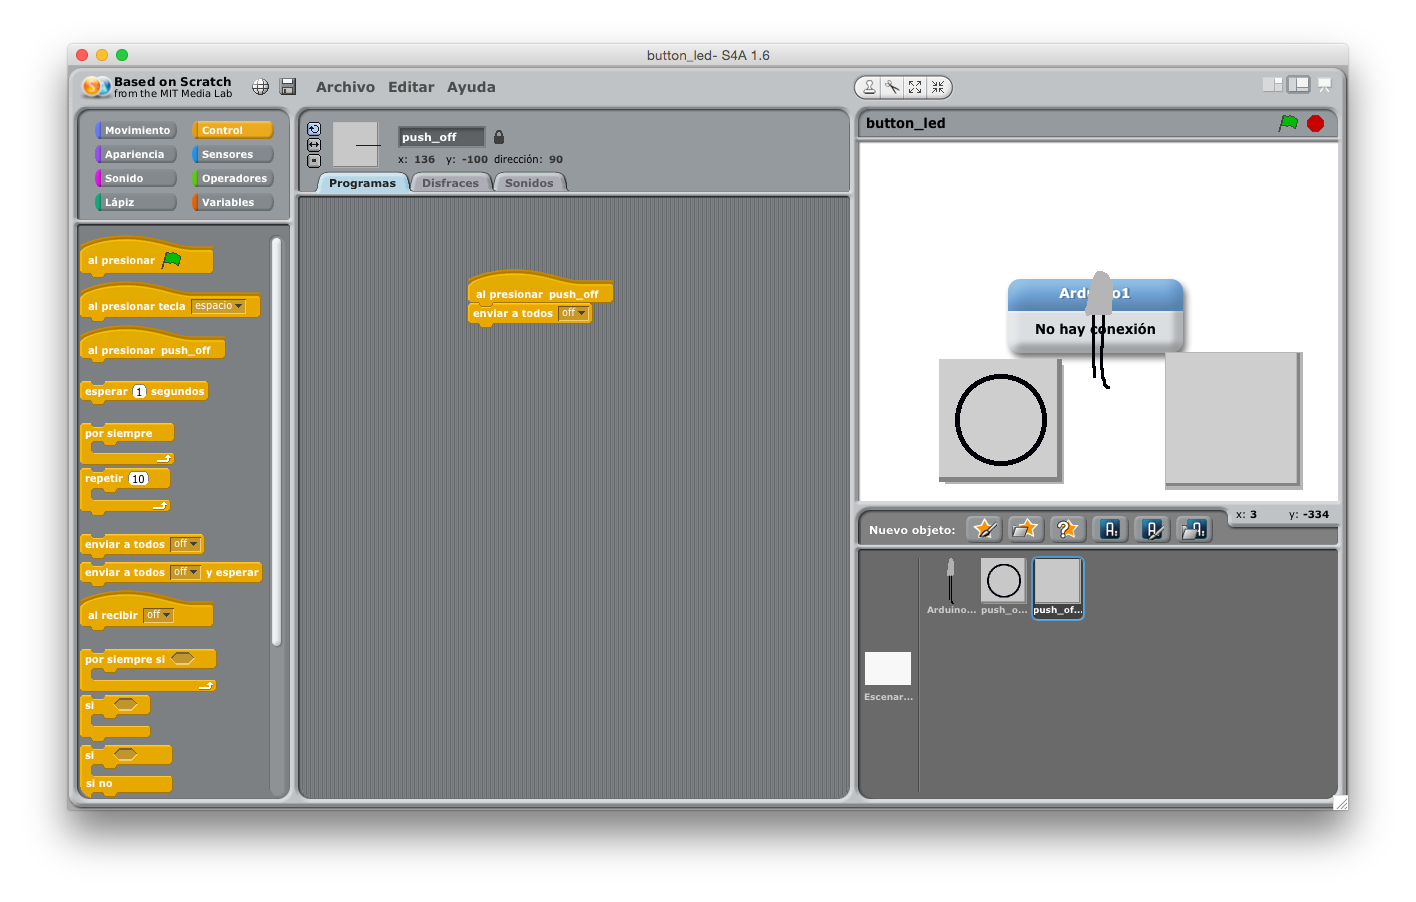 button_led- S4A 1.6
Based on Scratch
from the MIT Media Lab
Archivo Editar Ayuda
Movimiento Control
Apariencia Sensores
Sonido Operadores
Lápiz Variables
al presionar
al presionar tecla espacio
al presionar push_off
esperar 1 segundos
por siempre
repetir 10
enviar a todos off
enviar a todos off y esperar
al recibir off
por siempre si
si
si
si no
push_off
x: 136 y: -100 dirección: 90
Programas Disfraces Sonidos
al presionar push_off
enviar a todos off
button_led
Arduino1
No hay conexión
x: 3 y: -334
Nuevo objeto:
Arduino... push_o... push_of...
Escenar...